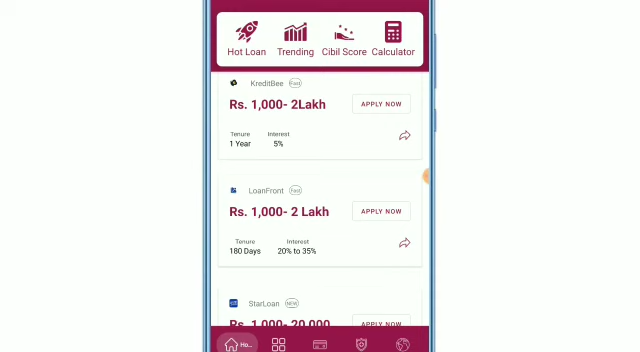 Hot Loan Trending Cibil Score Calculator
KreditBee Fast
Rs. 1,000- 2Lakh APPLY NOW
Tenure Interest
1 Year 5%
LoanFront Fast
Rs. 1,000- 2 Lakh APPLY NOW
Tenure Interest
180 Days 20% to 35%
StarLoan NEW
Rs. 1,000- 20,000 APPLY NOW
Ho...